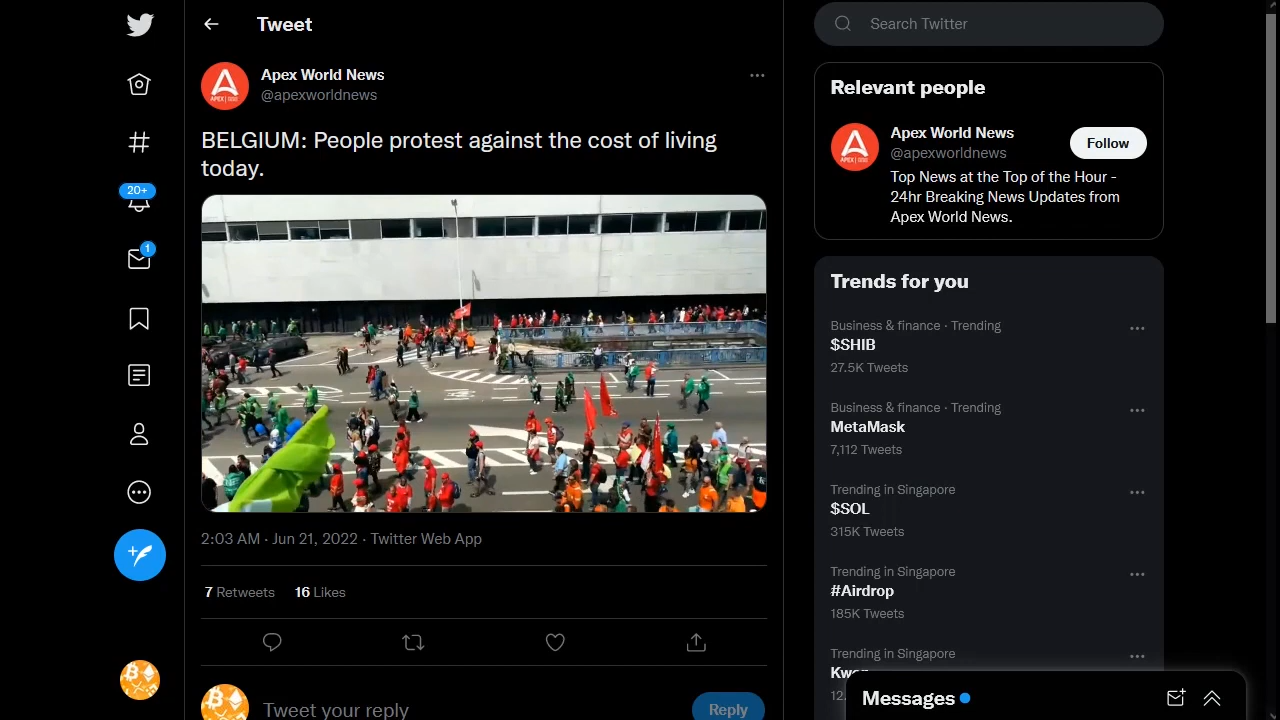 Tweet
Apex World News
@apexworldnews
BELGIUM: People protest against the cost of living
today.
2:03 AM · Jun 21, 2022 · Twitter Web App
7 Retweets 16 Likes
Tweet your reply
Reply
20+
1
Search Twitter
Relevant people
Apex World News
@apexworldnews
Follow
Top News at the Top of the Hour -
24hr Breaking News Updates from
Apex World News.
Trends for you
Business & finance · Trending
$SHIB
27.5K Tweets
Business & finance · Trending
MetaMask
7,112 Tweets
Trending in Singapore
$SOL
315K Tweets
Trending in Singapore
#Airdrop
185K Tweets
Trending in Singapore
Messages